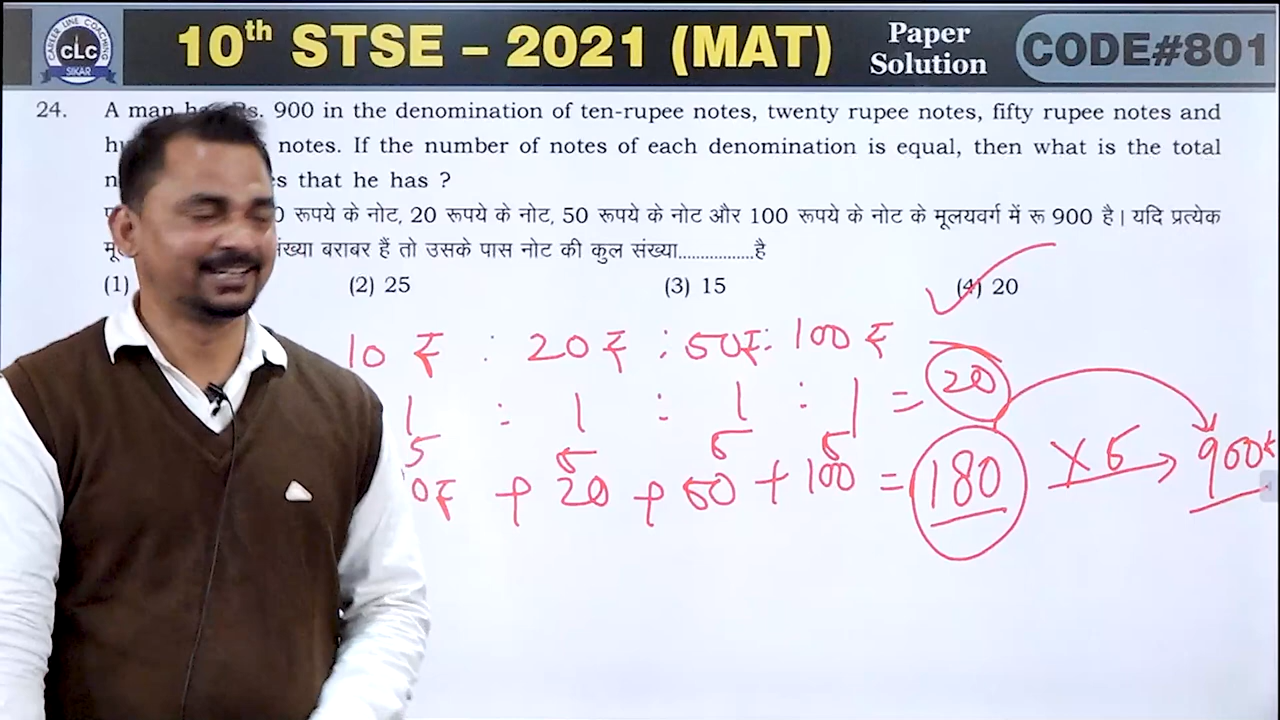 CAREER LINE COACHING
CLC
SIKAR
10th STSE – 2021 (MAT)
Paper
Solution
CODE#801
24. A man Rs. 900 in the denomination of ten-rupee notes, twenty rupee notes, fifty rupee notes and
notes. If the number of notes of each denomination is equal, then what is the total
that he has ?
रूपये के नोट, 20 रूपये के नोट, 50 रूपये के नोट और 100 रूपये के नोट के मूलयवर्ग में रू 900 है। यदि प्रत्येक
बराबर हैं तो उसके पास नोट की कुल संख्या.................है
(1) (2) 25 (3) 15 (4) 20
10 ₹ : 20 ₹ : 50₹ : 100 ₹
1 : 1 : 1 : 1 = 20
5 5 5 5
+ 20 + 50 + 100 = 180 × 5 → 900₹